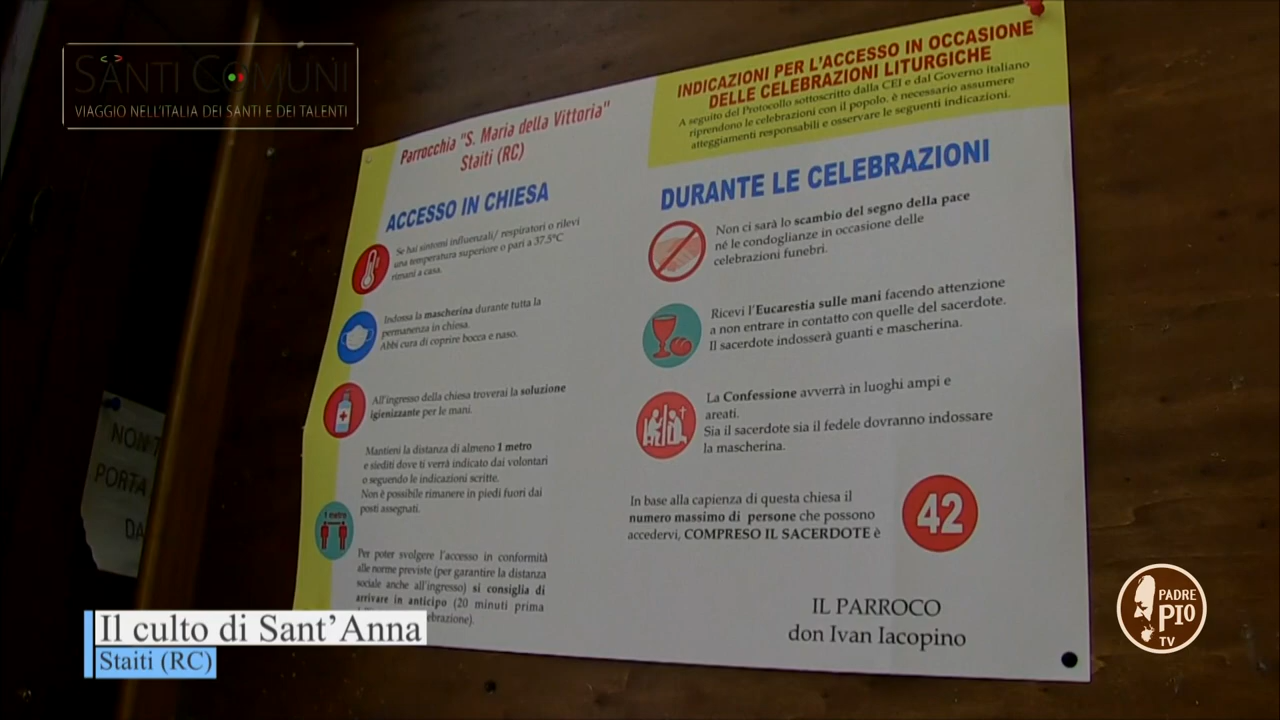 SANTI COMUNI
VIAGGIO NELL'ITALIA DEI SANTI E DEI TALENTI
Parrocchia "S. Maria della Vittoria"
Staiti (RC)
ACCESSO IN CHIESA
Se hai sintomi influenzali/ respiratori o rilevi
una temperatura superiore o pari a 37.5°C
rimani a casa.
Indossa la mascherina durante tutta la
permanenza in chiesa.
Abbi cura di coprire bocca e naso.
All'ingresso della chiesa troverai la soluzione
igienizzante per le mani.
Mantieni la distanza di almeno 1 metro
e siediti dove ti verrà indicato dai volontari
o seguendo le indicazioni scritte.
Non è possibile rimanere in piedi fuori dai
posti assegnati.
1 metro
Per poter svolgere l'accesso in conformità
alle norme previste (per garantire la distanza
sociale anche all'ingresso) si consiglia di
arrivare in anticipo (20 minuti prima
ebrazione).
INDICAZIONI PER L'ACCESSO IN OCCASIONE
DELLE CELEBRAZIONI LITURGICHE
A seguito del Protocollo sottoscritto dalla CEI e dal Governo italiano
riprendono le celebrazioni con il popolo. è necessario assumere
atteggiamenti responsabili e osservare le seguenti indicazioni.
DURANTE LE CELEBRAZIONI
Non ci sarà lo scambio del segno della pace
né le condoglianze in occasione delle
celebrazioni funebri.
Ricevi l'Eucarestia sulle mani facendo attenzione
a non entrare in contatto con quelle del sacerdote.
Il sacerdote indosserà guanti e mascherina.
La Confessione avverrà in luoghi ampi e
areati.
Sia il sacerdote sia il fedele dovranno indossare
la mascherina.
In base alla capienza di questa chiesa il
numero massimo di persone che possono
accedervi, COMPRESO IL SACERDOTE è
42
IL PARROCO
don Ivan Iacopino
NON
PORTA
DA
Il culto di Sant'Anna
Staiti (RC)
PADRE
PIO
TV